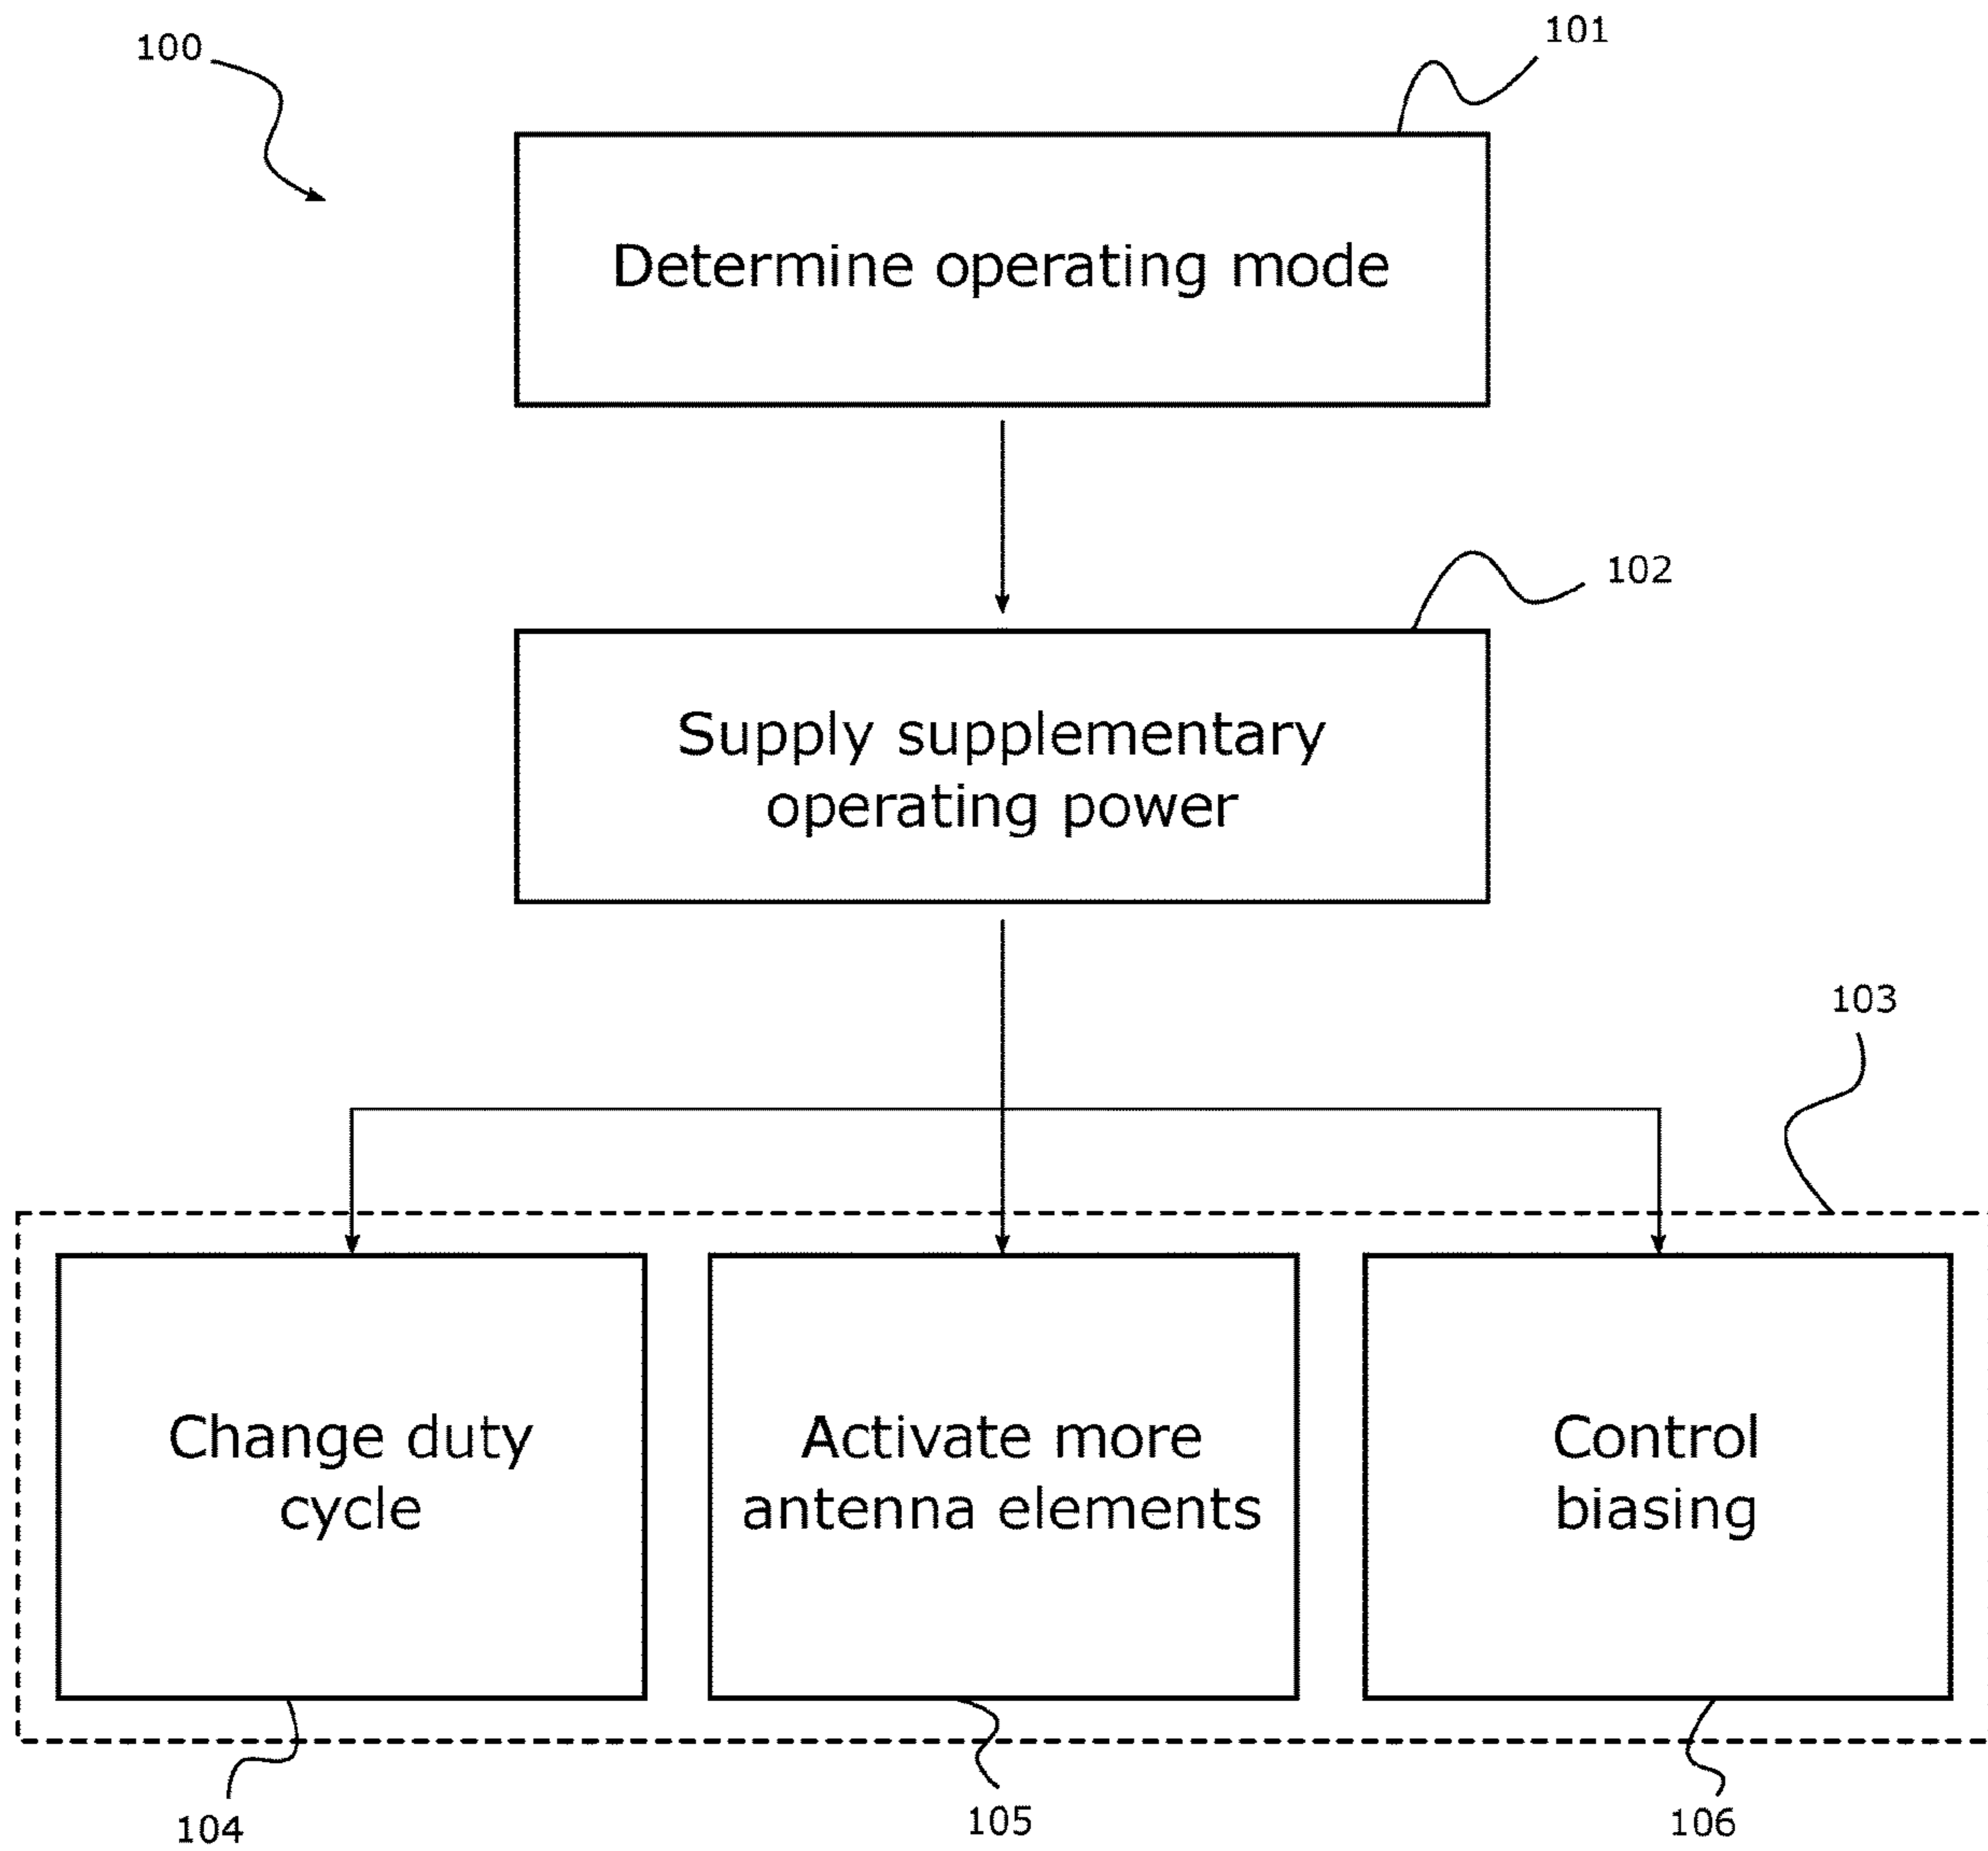 100
101
Determine operating mode
102
Supply supplementary
operating power
103
Change duty
cycle
Activate more
antenna elements
Control
biasing
104
105
106